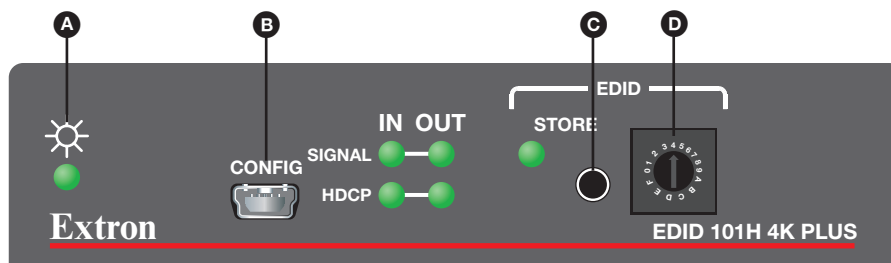 A B C D
EDID
IN OUT STORE
SIGNAL
CONFIG
HDCP
0 1 2 3 4 5 6 7 8 9 A B C D E F
Extron EDID 101H 4K PLUS